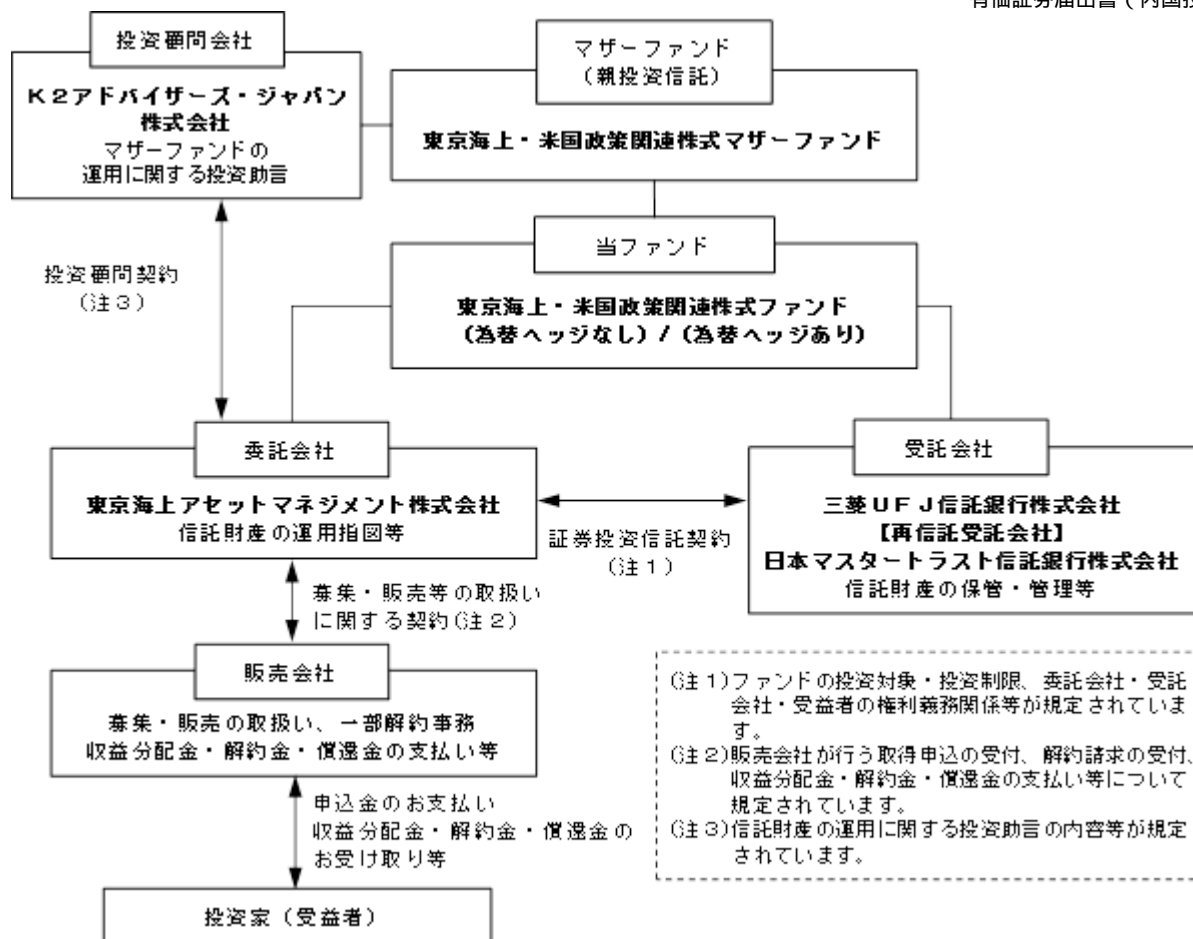 有価証券届出書（内国投
投資顧問会社
K2アドバイザーズ・ジャパン
株式会社
マザーファンドの
運用に関する投資助言
マザーファンド
（親投資信託）
東京海上・米国政策関連株式マザーファンド
当ファンド
東京海上・米国政策関連株式ファンド
（為替ヘッジなし）/（為替ヘッジあり）
投資顧問契約
（注３）
委託会社
東京海上アセットマネジメント株式会社
信託財産の運用指図等
証券投資信託契約
（注１）
受託会社
三菱ＵＦＪ信託銀行株式会社
【再信託受託会社】
日本マスタートラスト信託銀行株式会社
信託財産の保管・管理等
募集・販売等の取扱い
に関する契約（注２）
販売会社
募集・販売の取扱い、一部解約事務
収益分配金・解約金・償還金の支払い等
申込金のお支払い
収益分配金・解約金・償還金の
お受け取り等
投資家（受益者）
（注１）ファンドの投資対象・投資制限、委託会社・受託
会社・受益者の権利義務関係等が規定されていま
す。
（注２）販売会社が行う取得申込の受付、解約請求の受付、
収益分配金・解約金・償還金の支払い等について
規定されています。
（注３）信託財産の運用に関する投資助言の内容等が規定
されています。